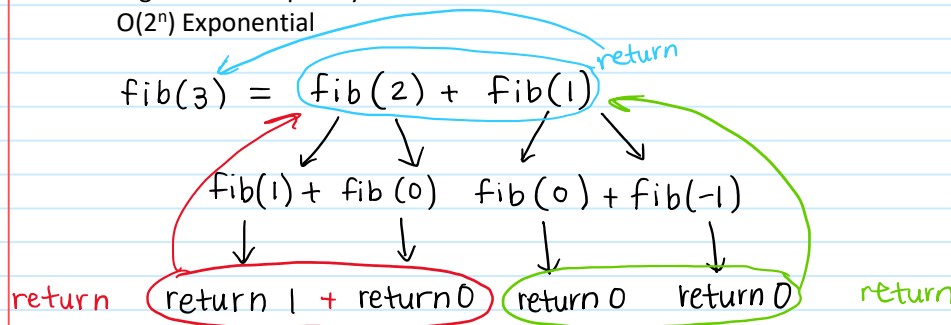 O(2ⁿ) Exponential
return
fib(3) = fib(2) + fib(1)
fib(1) + fib(0) fib(0) + fib(-1)
return return 1 + return 0 return 0 return 0 return